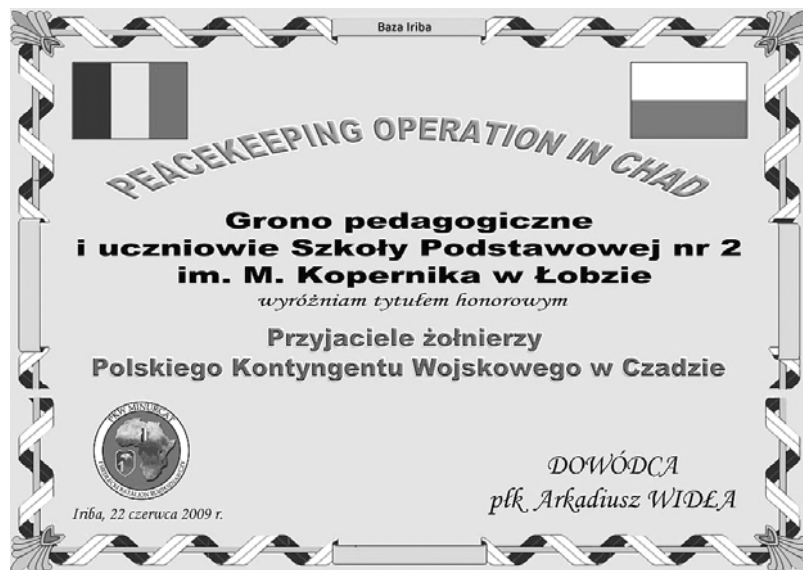 Baza Iriba
PEACEKEEPING OPERATION IN CHAD
Grono pedagogiczne
i uczniowie Szkoły Podstawowej nr 2
im. M. Kopernika w Łobzie
wyróżniam tytułem honorowym
Przyjaciele żołnierzy
Polskiego Kontyngentu Wojskowego w Czadzie
PKW MINURCAT
DOWÓDCA
płk Arkadiusz WIDŁA
Iriba, 22 czerwca 2009 r.